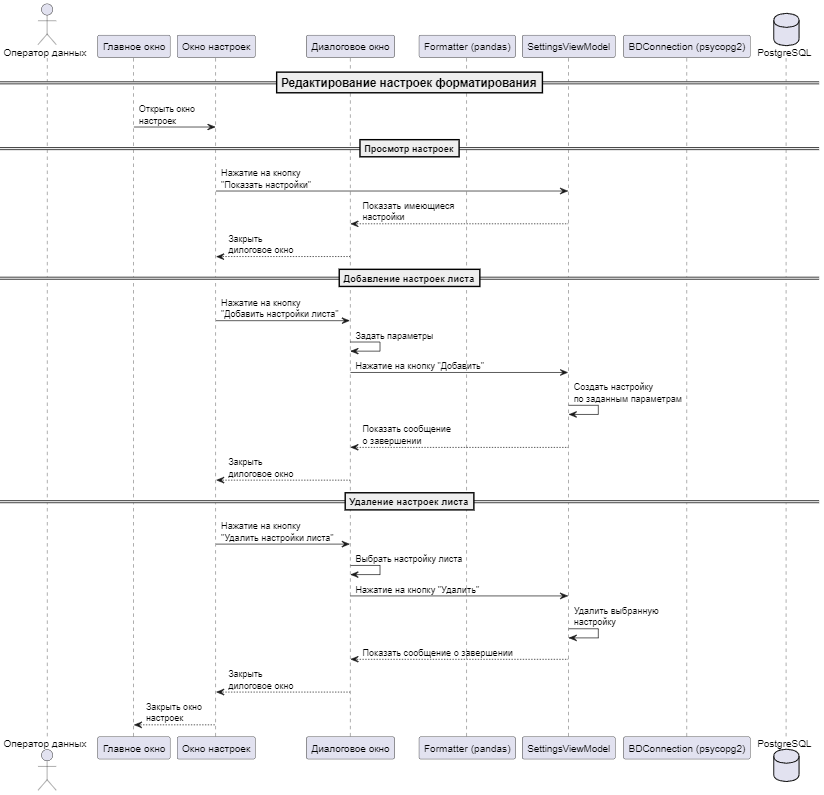 Оператор данных
Главное окно
Окно настроек
Диалоговое окно
Formatter (pandas)
SettingsViewModel
BDConnection (psycopg2)
PostgreSQL
Редактирование настроек форматирования
Открыть окно
настроек
Просмотр настроек
Нажатие на кнопку
"Показать настройки"
Показать имеющиеся
настройки
Закрыть
дилоговое окно
Добавление настроек листа
Нажатие на кнопку
"Добавить настройки листа"
Задать параметры
Нажатие на кнопку "Добавить"
Создать настройку
по заданным параметрам
Показать сообщение
о завершении
Закрыть
дилоговое окно
Удаление настроек листа
Нажатие на кнопку
"Удалить настройки листа"
Выбрать настройку листа
Нажатие на кнопку "Удалить"
Удалить выбранную
настройку
Показать сообщение о завершении
Закрыть
дилоговое окно
Закрыть окно
настроек
Оператор данных
Главное окно
Окно настроек
Диалоговое окно
Formatter (pandas)
SettingsViewModel
BDConnection (psycopg2)
PostgreSQL